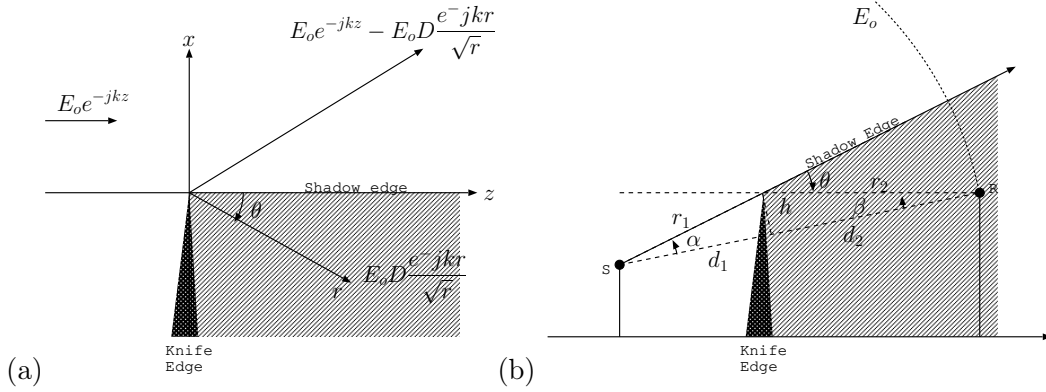 x
E_o e^{-jkz} − E_o D \frac{e^-jkr}{\sqrt{r}}
E_o e^{-jkz}
Shadow edge
z
θ
r
E_o D \frac{e^-jkr}{\sqrt{r}}
Knife
Edge
(a)
E_o
Shadow Edge
θ
r_2
R
h
β
r_1
α
d_2
d_1
S
Knife
Edge
(b)